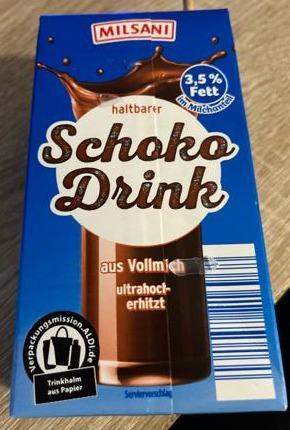 MILSANI
3,5%
Fett
im Milchanteil
haltbarer
Schoko
Drink
aus Vollmilch
ultrahoch-
erhitzt
Verpackungsmission.ALDI.de
Trinkhalm
aus Papier
Serviervorschlag